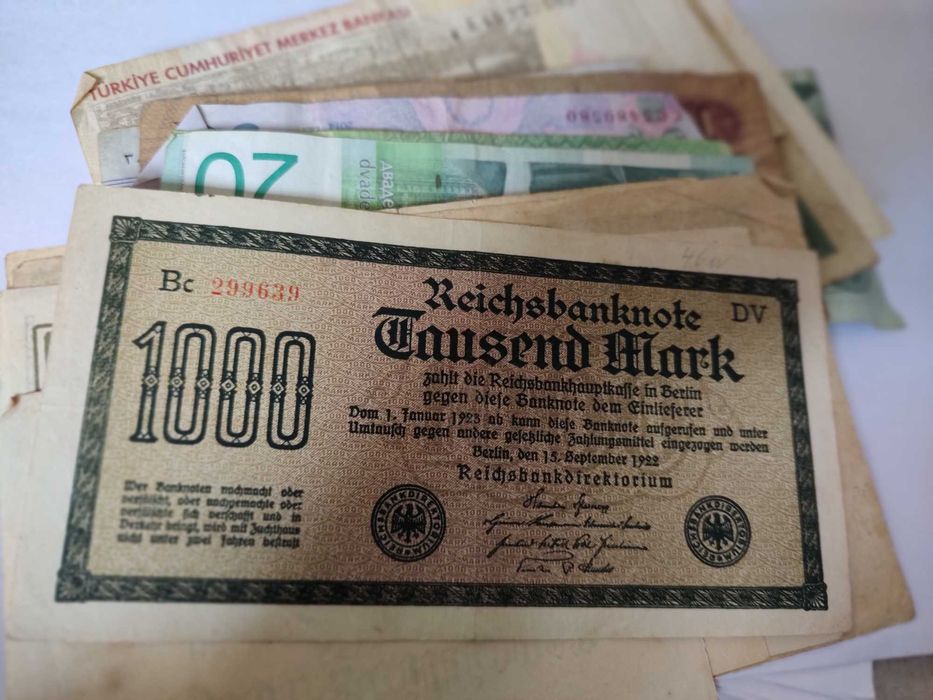 TÜRKİYE CUMHURİYET MERKEZ BANKASI
20
Bc 299639
DV
1000
Reichsbanknote
Tausend Mark
zahlt die Reichsbankhauptkasse in Berlin
gegen diese Banknote dem Einlieferer
Vom 1. Januar 1923 ab kann diese Banknote aufgerufen und unter
Umtausch gegen andere gesetzliche Zahlungsmittel eingezogen werden
Berlin, den 15. September 1922
Reichsbankdirektorium
Wer Banknoten nachmacht oder
verfälscht, oder nachgemachte oder
verfälschte sich verschafft und in
Verkehr bringt, wird mit Zuchthaus
nicht unter zwei Jahren bestraft
REICHSBANKDIREKTORIUM
REICHSBANKDIREKTORIUM